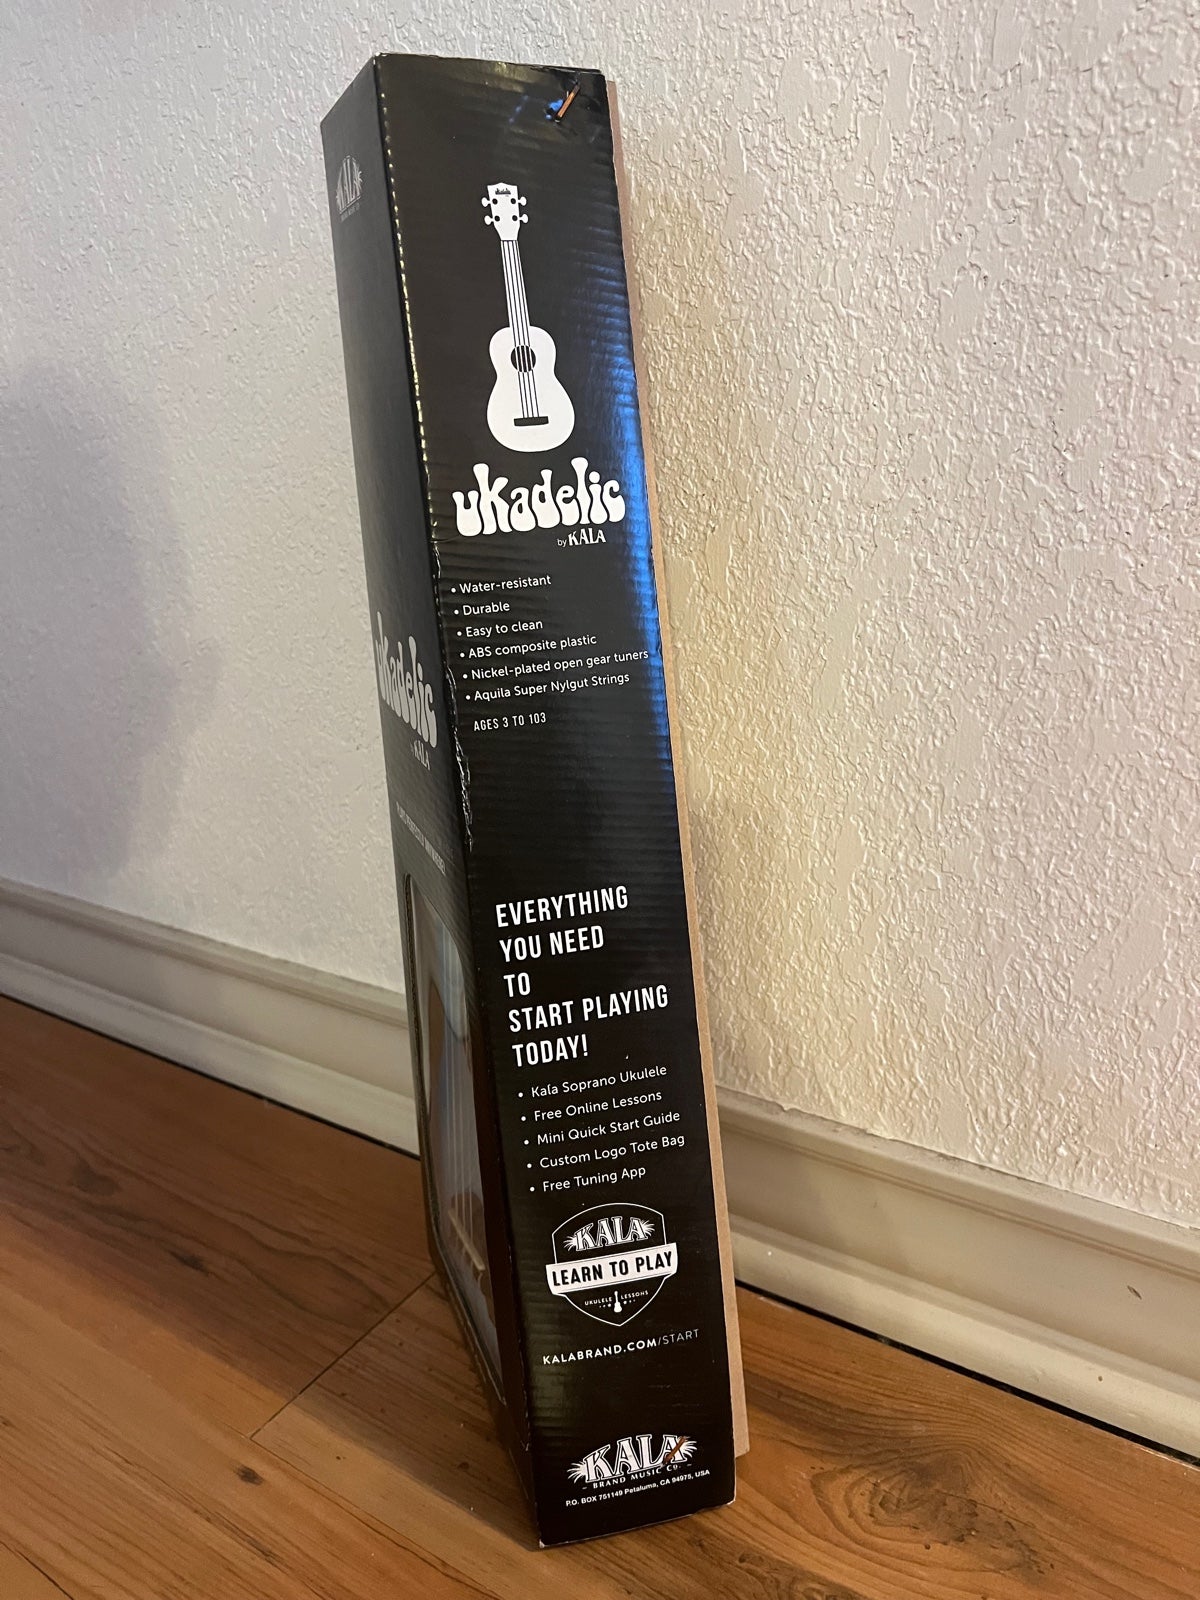 KALA
ukadelic
by KALA
• Water-resistant
• Durable
• Easy to clean
• ABS composite plastic
• Nickel-plated open gear tuners
• Aquila Super Nylgut Strings
AGES 3 TO 103
ukadelic
by KALA
EVERYTHING
YOU NEED
TO
START PLAYING
TODAY!
• Kala Soprano Ukulele
• Free Online Lessons
• Mini Quick Start Guide
• Custom Logo Tote Bag
• Free Tuning App
KALA
LEARN TO PLAY
UKULELE LESSONS
KALABRAND.COM/START
KALA
- BRAND MUSIC CO. -
P.O. BOX 751149 Petaluma, CA 94975, USA